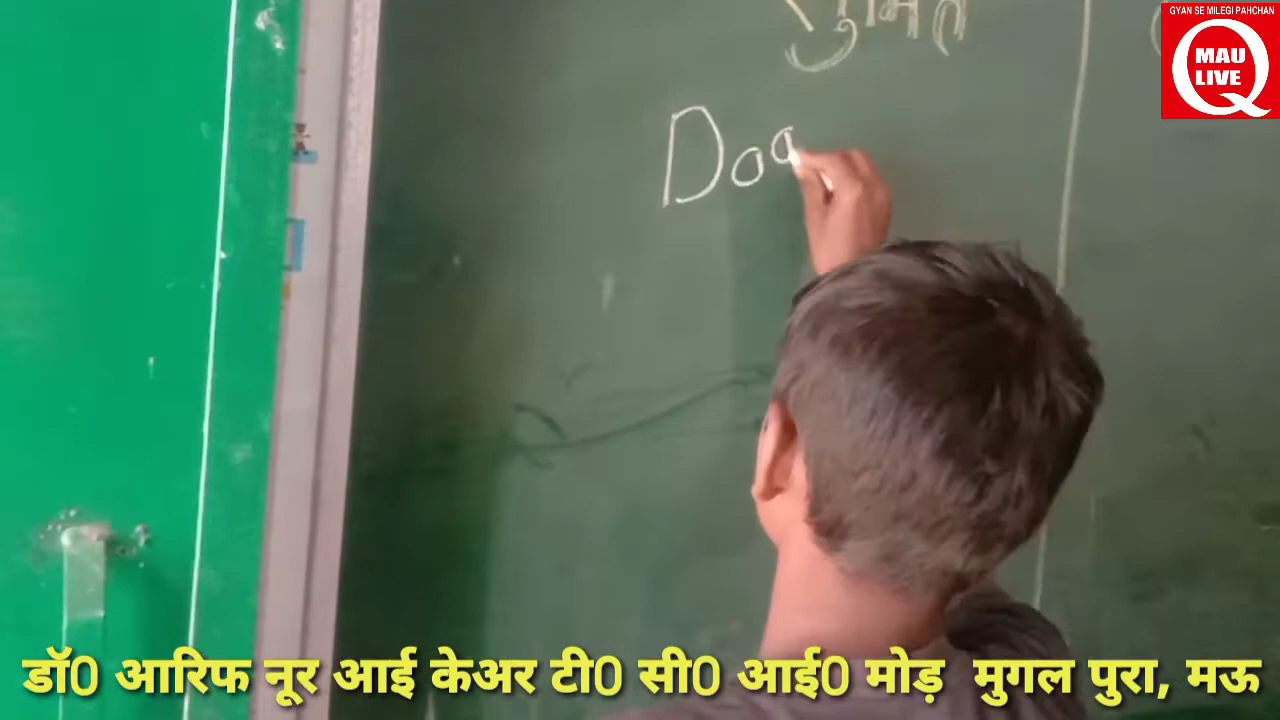 GYAN SE MILEGI PAHCHAN
MAU
LIVE
सुमित
Dog
डॉ0 आरिफ नूर आई केअर टी0 सी0 आई0 मोड़ मुगल पुरा, मऊ